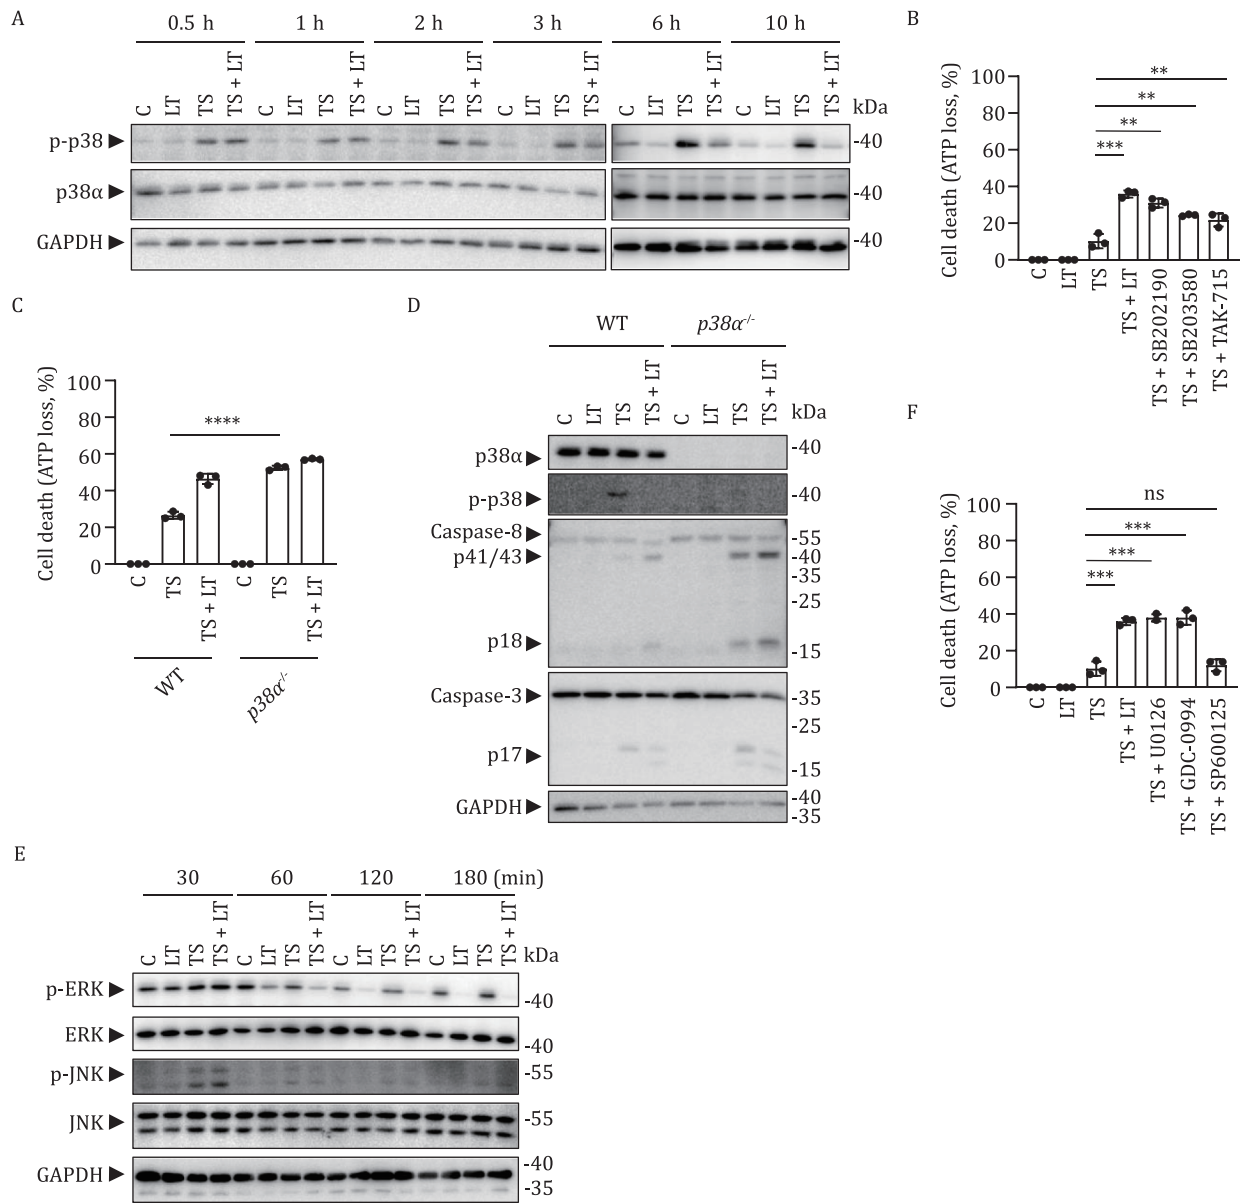 A
0.5 h 1 h 2 h 3 h 6 h 10 h
C LT TS TS + LT C LT TS TS + LT C LT TS TS + LT C LT TS TS + LT C LT TS TS + LT C LT TS TS + LT kDa
p-p38 -40
p38α -40
GAPDH -40
B
Cell death (ATP loss, %)
100
80
60
40
20
0
**
**
**
***
C LT TS TS + LT TS + SB202190 TS + SB203580 TS + TAK-715
C
Cell death (ATP loss, %)
100
80
60
40
20
0
****
C TS TS + LT C TS TS + LT
WT p38α-/-
D
WT p38α-/-
C LT TS TS + LT C LT TS TS + LT kDa
p38α -40
p-p38 -40
Caspase-8 -55
p41/43 -40
-35
-25
p18 -15
Caspase-3 -35
-25
p17 -15
GAPDH -40
-35
F
Cell death (ATP loss, %)
100
80
60
40
20
0
ns
***
***
***
C LT TS TS + LT TS + U0126 TS + GDC-0994 TS + SP600125
E
30 60 120 180 (min)
C LT TS TS + LT C LT TS TS + LT C LT TS TS + LT C LT TS TS + LT kDa
p-ERK -40
ERK -40
p-JNK -55
JNK -55
GAPDH -40
-35